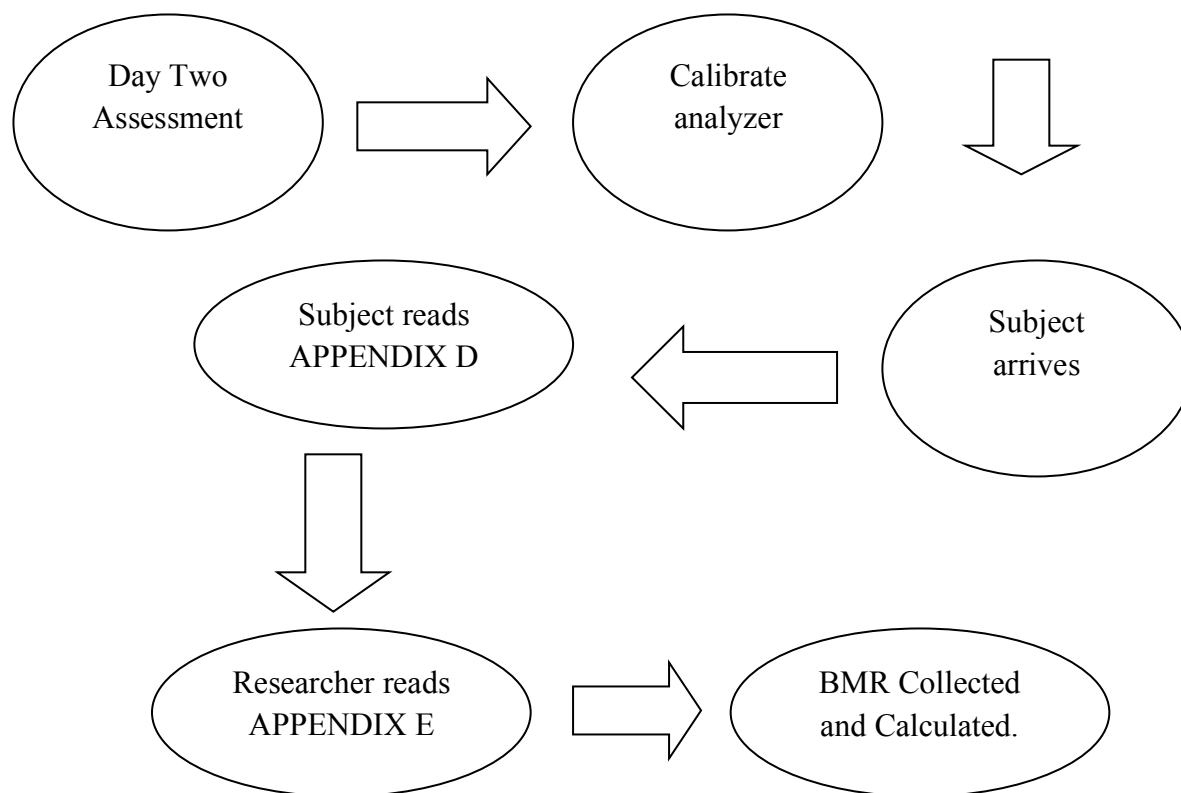 Day Two
Assessment
Calibrate
analyzer
Subject
arrives
Subject reads
APPENDIX D
Researcher reads
APPENDIX E
BMR Collected
and Calculated.